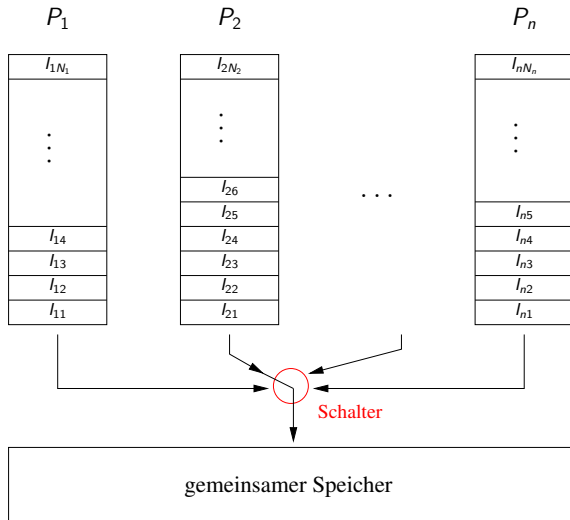 P₁ P₂ Pₙ
I₁N₁ I₂N₂ IₙNₙ
I₂₆
I₂₅ Iₙ₅
I₁₄ I₂₄ Iₙ₄
I₁₃ I₂₃ Iₙ₃
I₁₂ I₂₂ Iₙ₂
I₁₁ I₂₁ Iₙ₁
Schalter
gemeinsamer Speicher